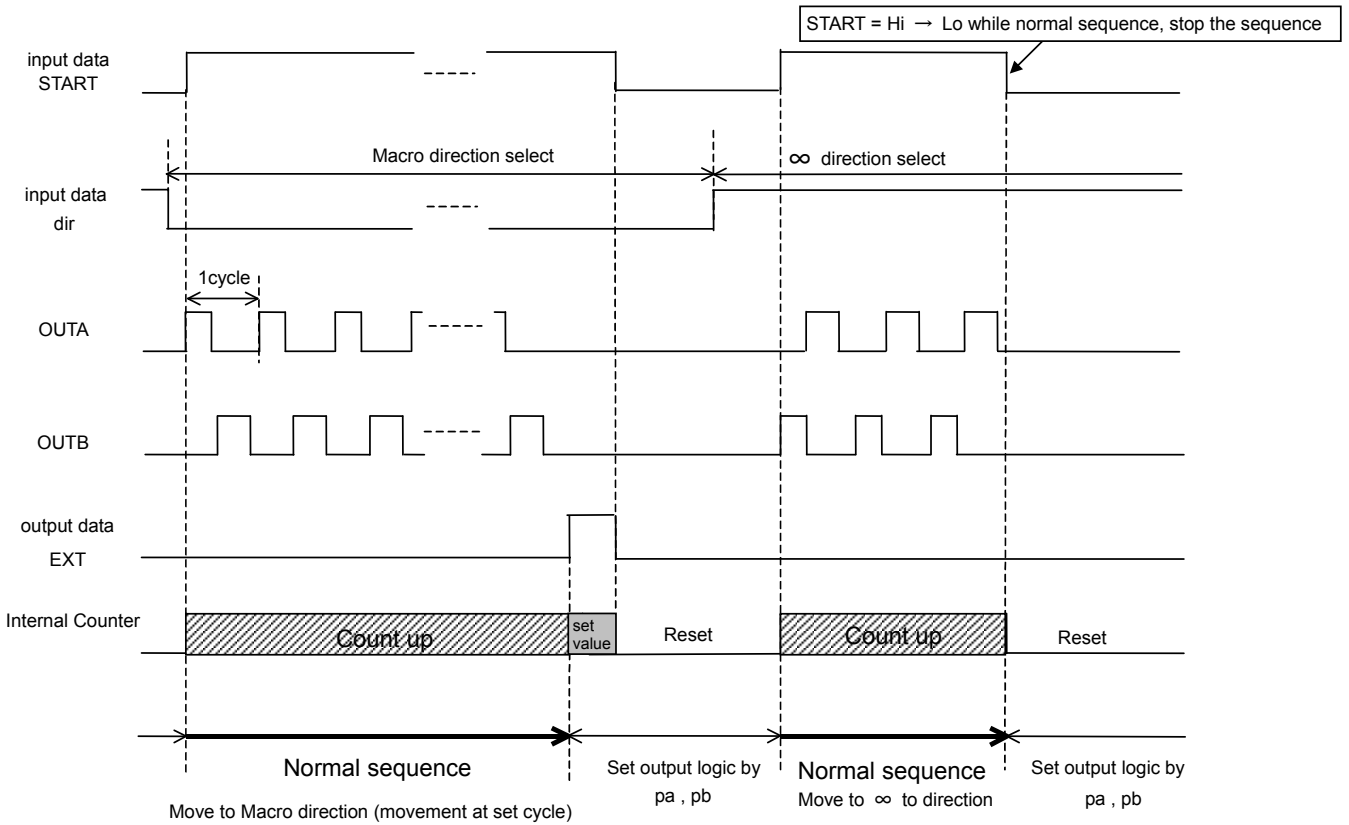 START = Hi → Lo while normal sequence, stop the sequence
input data
START
Macro direction select
∞ direction select
input data
dir
1cycle
OUTA
OUTB
output data
EXT
Internal Counter
Count up
set
value
Reset
Count up
Reset
Normal sequence
Move to Macro direction (movement at set cycle)
Set output logic by
pa , pb
Normal sequence
Move to ∞ to direction
Set output logic by
pa , pb